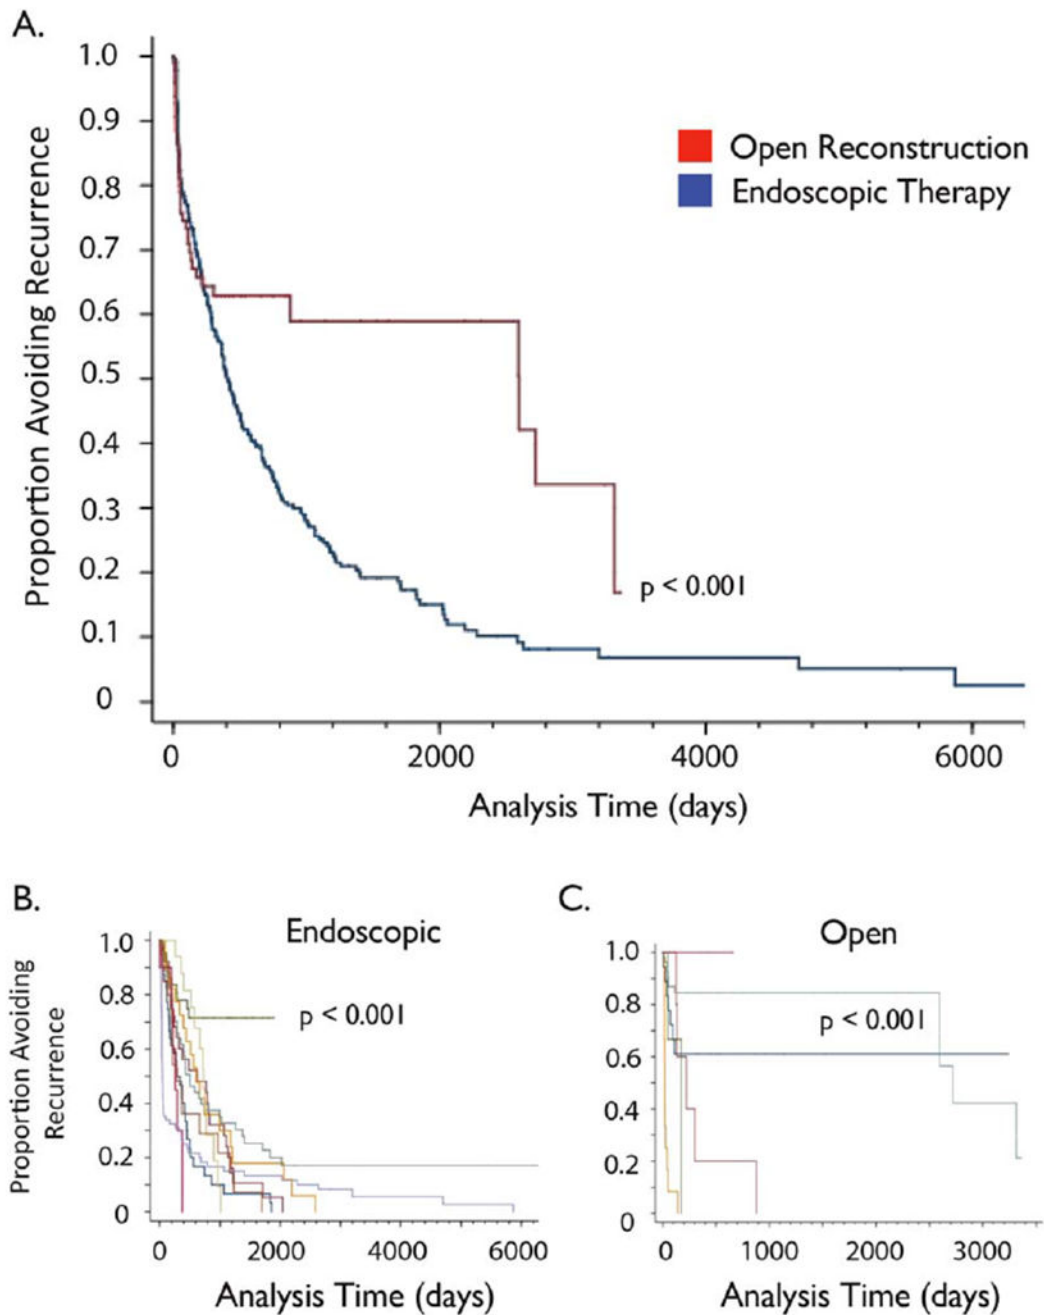 A.
Proportion Avoiding Recurrence
1.0
0.9
0.8
0.7
0.6
0.5
0.4
0.3
0.2
0.1
0
Open Reconstruction
Endoscopic Therapy
p < 0.001
0 2000 4000 6000
Analysis Time (days)
B.
Endoscopic
Proportion Avoiding
Recurrence
1.0
0.8
0.6
0.4
0.2
0
p < 0.001
0 2000 4000 6000
Analysis Time (days)
C.
Open
1.0
0.8
0.6
0.4
0.2
0
p < 0.001
0 1000 2000 3000
Analysis Time (days)